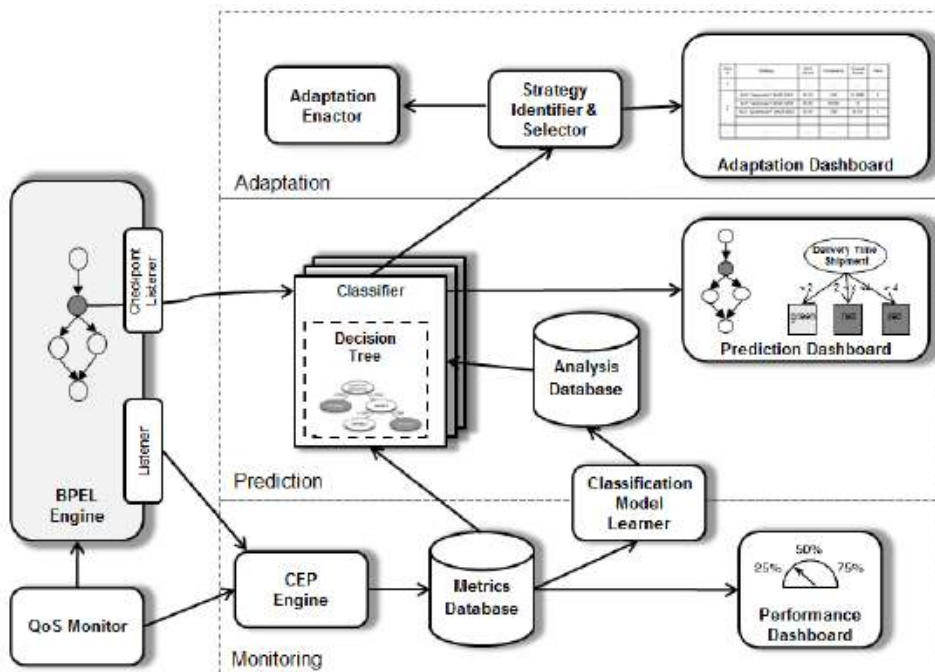 Adaptation
Enactor
Strategy
Identifier &
Selector
Adaptation Dashboard
Adaptation
Checkpoint
Listener
Listener
BPEL
Engine
Classifier
Decision
Tree
Delivery Time
Shipment
< 2
< 4
green
red
red
Prediction Dashboard
Analysis
Database
Prediction
Classification
Model
Learner
QoS Monitor
CEP
Engine
Metrics
Database
25%
50%
75%
Performance
Dashboard
Monitoring